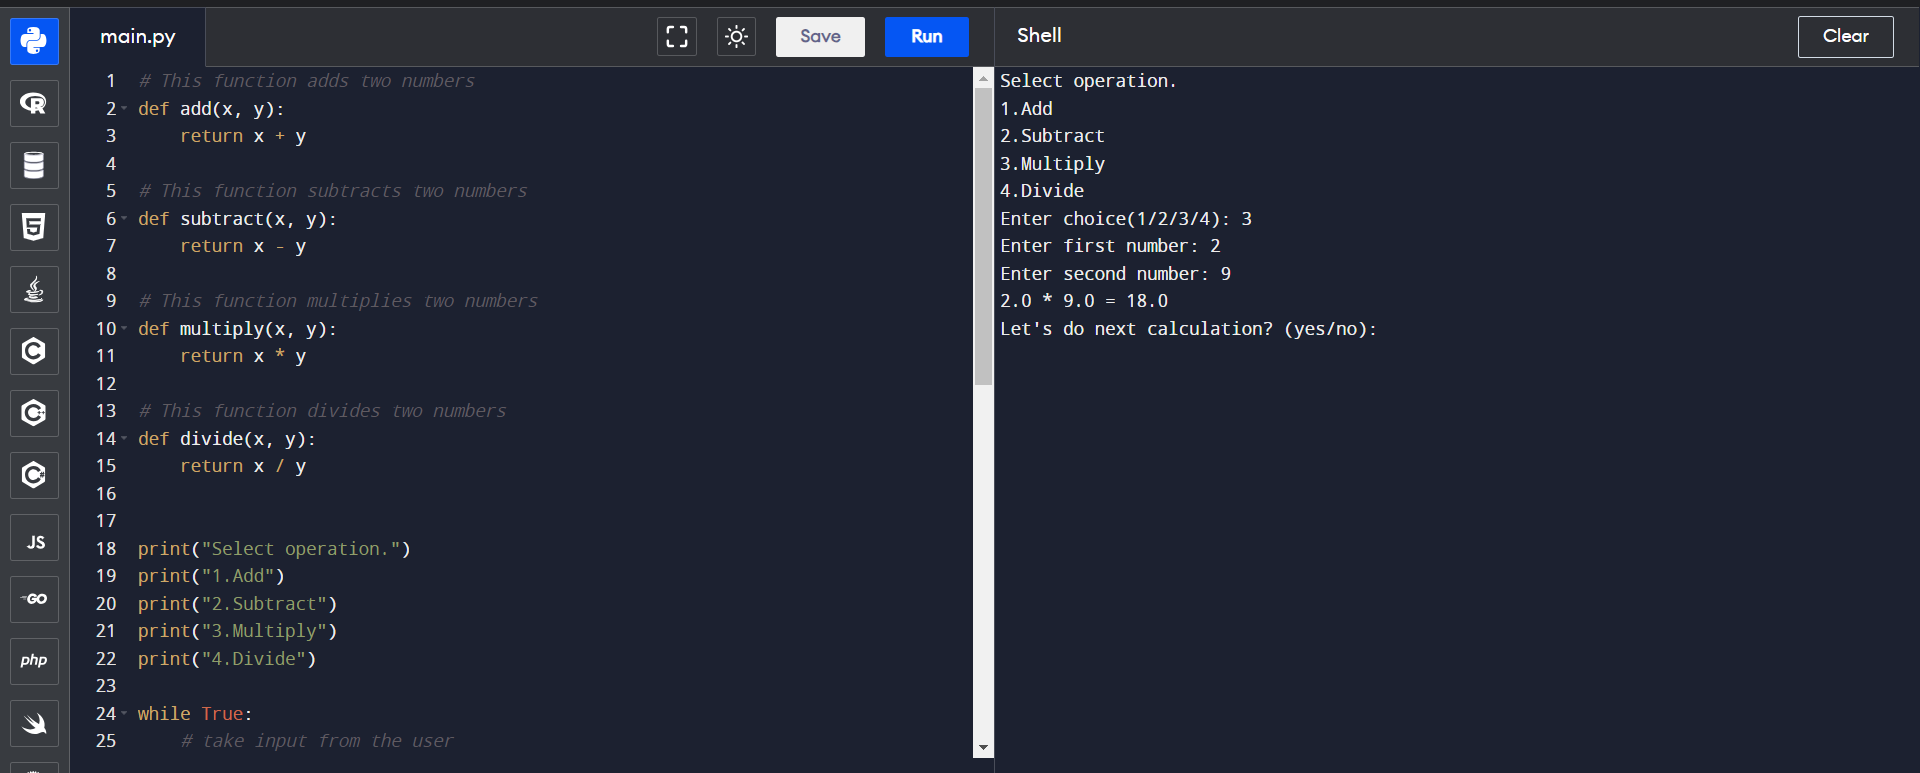 main.py
Save
Run
Shell
Clear
1 # This function adds two numbers
2 def add(x, y):
3     return x + y
4
5 # This function subtracts two numbers
6 def subtract(x, y):
7     return x - y
8
9 # This function multiplies two numbers
10 def multiply(x, y):
11     return x * y
12
13 # This function divides two numbers
14 def divide(x, y):
15     return x / y
16
17
18 print("Select operation.")
19 print("1.Add")
20 print("2.Subtract")
21 print("3.Multiply")
22 print("4.Divide")
23
24 while True:
25     # take input from the user
Select operation.
1.Add
2.Subtract
3.Multiply
4.Divide
Enter choice(1/2/3/4): 3
Enter first number: 2
Enter second number: 9
2.0 * 9.0 = 18.0
Let's do next calculation? (yes/no):
R
5
C
C++
C#
JS
GO
php